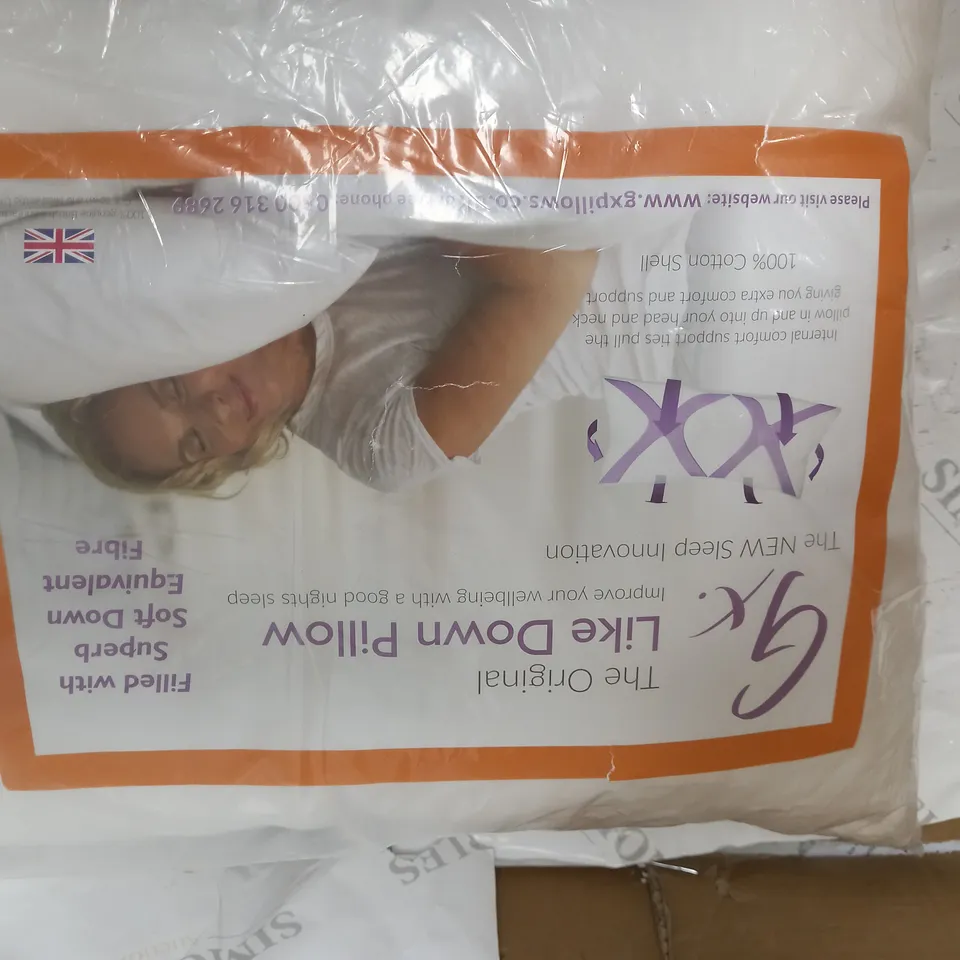 Gx.
The Original
Like Down Pillow
Improve your wellbeing with a good nights sleep
The NEW Sleep Innovation
Filled with
Superb
Soft Down
Equivalent
Fibre
Internal comfort support ties pull the
pillow in and up into your head and neck
giving you extra comfort and support
100% Cotton Shell
Please visit our website: www.gxpillows.co. phone: 316 2689